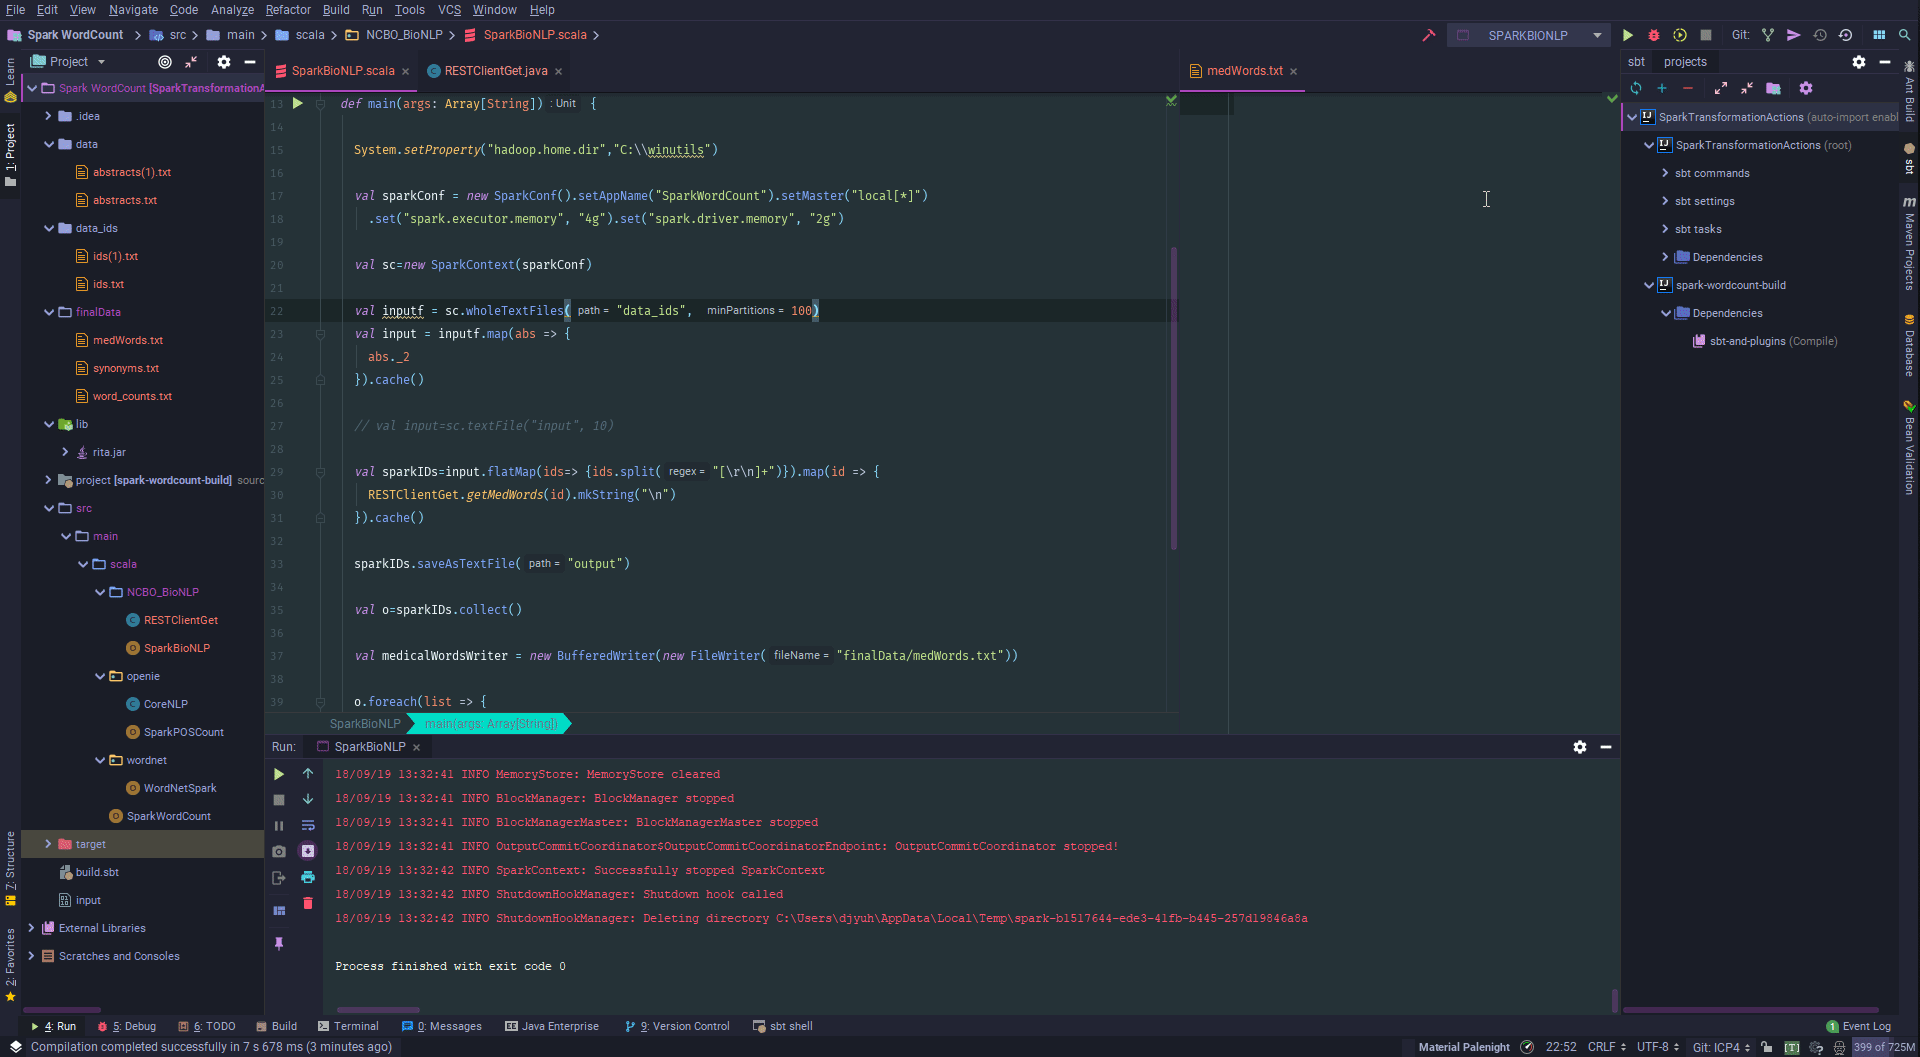 File Edit View Navigate Code Analyze Refactor Build Run Tools VCS Window Help
Spark WordCount src main scala NCBO_BioNLP SparkBioNLP.scala SPARKBIONLP Git:
Project
SparkBioNLP.scala RESTClientGet.java medWords.txt
sbt projects
Learn
1: Project
7: Structure
2: Favorites
Spark WordCount [SparkTransformationA
.idea
data
abstracts(1).txt
abstracts.txt
data_ids
ids(1).txt
ids.txt
finalData
medWords.txt
synonyms.txt
word_counts.txt
lib
rita.jar
project [spark-wordcount-build] sourc
src
main
scala
NCBO_BioNLP
RESTClientGet
SparkBioNLP
openie
CoreNLP
SparkPOSCount
wordnet
WordNetSpark
SparkWordCount
target
build.sbt
input
External Libraries
Scratches and Consoles
13 def main(args: Array[String]) : Unit {
14
15 System.setProperty("hadoop.home.dir","C:\\winutils")
16
17 val sparkConf = new SparkConf().setAppName("SparkWordCount").setMaster("local[*]")
18 .set("spark.executor.memory", "4g").set("spark.driver.memory", "2g")
19
20 val sc=new SparkContext(sparkConf)
21
22 val inputf = sc.wholeTextFiles( path = "data_ids", minPartitions = 100)
23 val input = inputf.map(abs => {
24 abs._2
25 }).cache()
26
27 // val input=sc.textFile("input", 10)
28
29 val sparkIDs=input.flatMap(ids=> {ids.split( regex = "[\r\n]+")}).map(id => {
30 RESTClientGet.getMedWords(id).mkString("\n")
31 }).cache()
32
33 sparkIDs.saveAsTextFile( path = "output")
34
35 val o=sparkIDs.collect()
36
37 val medicalWordsWriter = new BufferedWriter(new FileWriter( fileName = "finalData/medWords.txt"))
38
39 o.foreach(list => {
SparkBioNLP main(args: Array[String])
SparkTransformationActions (auto-import enabl
SparkTransformationActions (root)
sbt commands
sbt settings
sbt tasks
Dependencies
spark-wordcount-build
Dependencies
sbt-and-plugins (Compile)
Ant Build
sbt
Maven Projects
Database
Bean Validation
Run: SparkBioNLP
18/09/19 13:32:41 INFO MemoryStore: MemoryStore cleared
18/09/19 13:32:41 INFO BlockManager: BlockManager stopped
18/09/19 13:32:41 INFO BlockManagerMaster: BlockManagerMaster stopped
18/09/19 13:32:41 INFO OutputCommitCoordinator$OutputCommitCoordinatorEndpoint: OutputCommitCoordinator stopped!
18/09/19 13:32:42 INFO SparkContext: Successfully stopped SparkContext
18/09/19 13:32:42 INFO ShutdownHookManager: Shutdown hook called
18/09/19 13:32:42 INFO ShutdownHookManager: Deleting directory C:\Users\djyuh\AppData\Local\Temp\spark-b1517644-ede3-41fb-b445-257d19846a8a
Process finished with exit code 0
4: Run 5: Debug 6: TODO Build Terminal 0: Messages Java Enterprise 9: Version Control sbt shell 1 Event Log
Compilation completed successfully in 7 s 678 ms (3 minutes ago) Material Palenight 22:52 CRLF UTF-8 Git: ICP4 [T] 399 of 725M